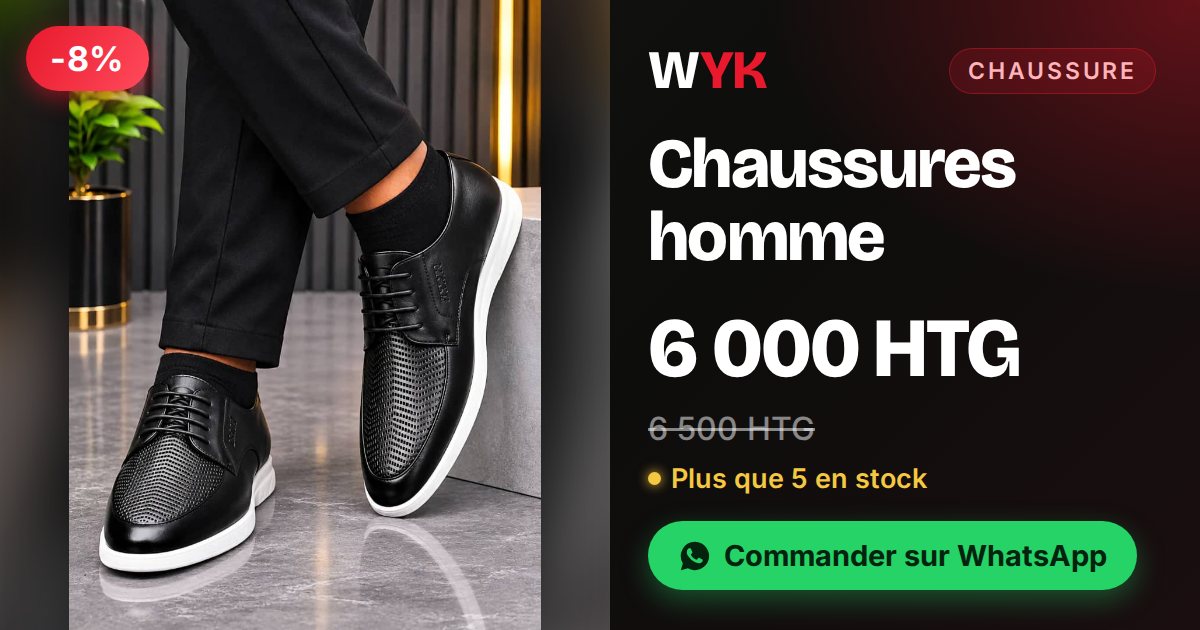 -8%
WYK
CHAUSSURE
Chaussures
homme
6 000 HTG
6 500 HTG
Plus que 5 en stock
Commander sur WhatsApp